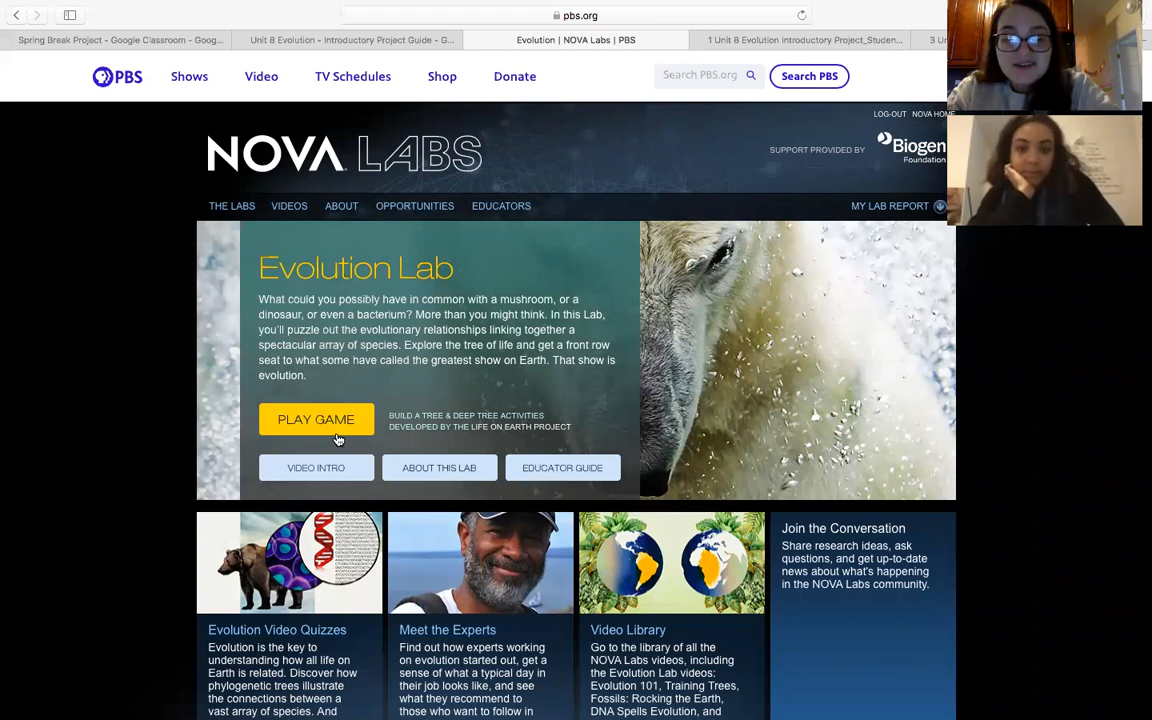 pbs.org
Spring Break Project - Google Classroom - Goog...
Unit 8 Evolution - Introductory Project Guide - G...
Evolution | NOVA Labs | PBS
1 Unit 8 Evolution Introductory Project_Studen...
3 Uni
PBS
Shows
Video
TV Schedules
Shop
Donate
Search PBS.org
Search PBS
LOG-OUT NOVA HOME
NOVA LABS
SUPPORT PROVIDED BY
Biogen
Foundation
THE LABS
VIDEOS
ABOUT
OPPORTUNITIES
EDUCATORS
MY LAB REPORT
Evolution Lab
What could you possibly have in common with a mushroom, or a
dinosaur, or even a bacterium? More than you might think. In this Lab,
you'll puzzle out the evolutionary relationships linking together a
spectacular array of species. Explore the tree of life and get a front row
seat to what some have called the greatest show on Earth. That show is
evolution.
PLAY GAME
BUILD A TREE & DEEP TREE ACTIVITIES
DEVELOPED BY THE LIFE ON EARTH PROJECT
VIDEO INTRO
ABOUT THIS LAB
EDUCATOR GUIDE
Evolution Video Quizzes
Evolution is the key to
understanding how all life on
Earth is related. Discover how
phylogenetic trees illustrate
the connections between a
vast array of species. And
Meet the Experts
Find out how experts working
on evolution started out, get a
sense of what a typical day in
their job looks like, and see
what they recommend to
those who want to follow in
Video Library
Go to the library of all the
NOVA Labs videos, including
the Evolution Lab videos:
Evolution 101, Training Trees,
Fossils: Rocking the Earth,
DNA Spells Evolution, and
Join the Conversation
Share research ideas, ask
questions, and get up-to-date
news about what's happening
in the NOVA Labs community.